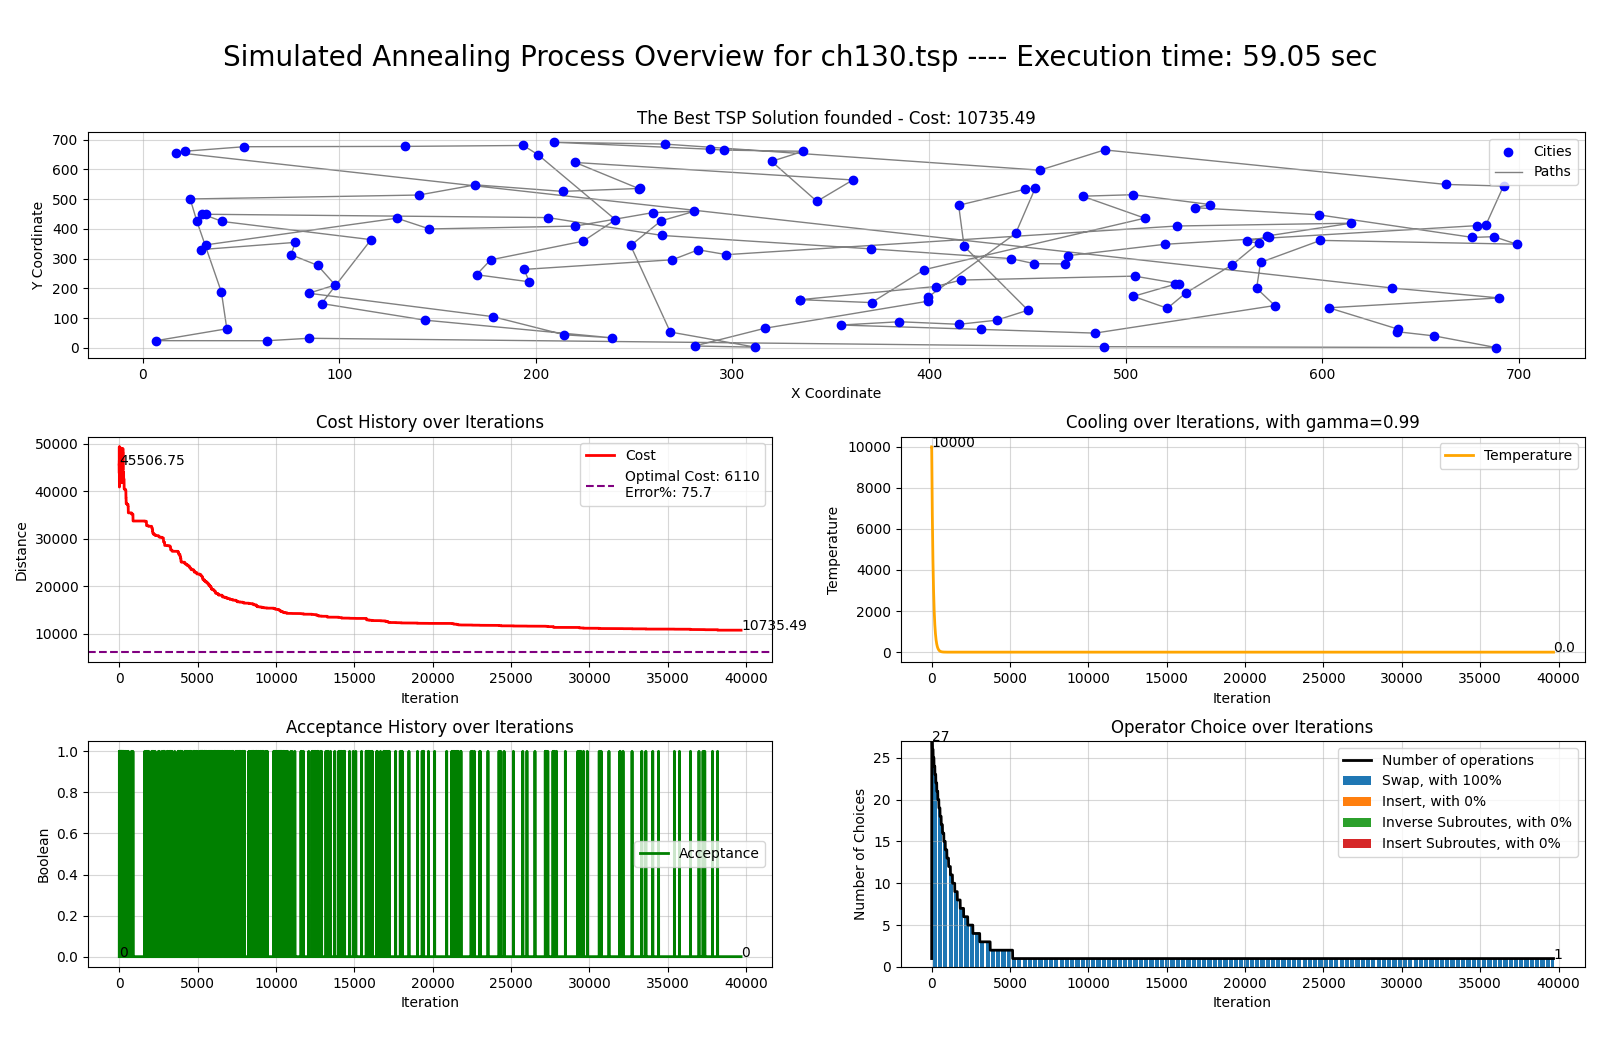 Simulated Annealing Process Overview for ch130.tsp ---- Execution time: 59.05 sec
The Best TSP Solution founded - Cost: 10735.49
700
600
500
400
300
200
100
0
Y Coordinate
Cities
Paths
0 100 200 300 400 500 600 700
X Coordinate
Cost History over Iterations
50000
40000
30000
20000
10000
Distance
45506.75
10735.49
Cost
Optimal Cost: 6110
Error%: 75.7
0 5000 10000 15000 20000 25000 30000 35000 40000
Iteration
Cooling over Iterations, with gamma=0.99
10000
8000
6000
4000
2000
0
Temperature
10000
0.0
Temperature
0 5000 10000 15000 20000 25000 30000 35000 40000
Iteration
Acceptance History over Iterations
1.0
0.8
0.6
0.4
0.2
0.0
Boolean
0
0
Acceptance
0 5000 10000 15000 20000 25000 30000 35000 40000
Iteration
Operator Choice over Iterations
25
20
15
10
5
0
Number of Choices
27
1
Number of operations
Swap, with 100%
Insert, with 0%
Inverse Subroutes, with 0%
Insert Subroutes, with 0%
0 5000 10000 15000 20000 25000 30000 35000 40000
Iteration